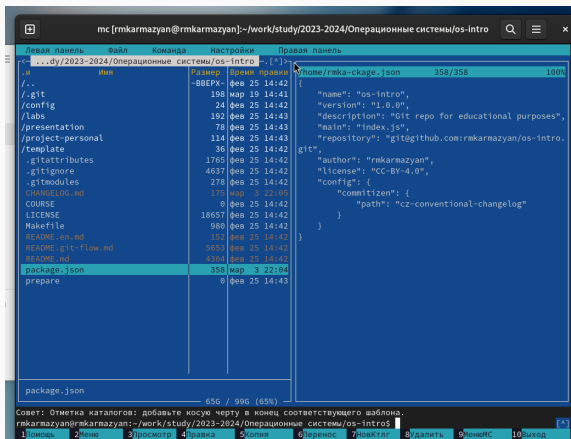 mc [rmkarmazyan@rmkarmazyan]:~/work/study/2023-2024/Операционные системы/os-intro
Левая панель Файл Команда Настройки Правая панель
<- ...dy/2023-2024/Операционные системы/os-intro -.[^]>
.и Имя Размер Время правки
/.. -ВВЕРХ- фев 25 14:42
/.git 198 мар 19 14:41
/config 24 фев 25 14:42
/labs 192 фев 25 14:43
/presentation 78 фев 25 14:43
/project-personal 114 фев 25 14:43
/template 36 фев 25 14:42
.gitattributes 1765 фев 25 14:42
.gitignore 4637 фев 25 14:42
.gitmodules 278 фев 25 14:42
CHANGELOG.md 175 мар 3 22:05
COURSE 0 фев 25 14:42
LICENSE 18657 фев 25 14:42
Makefile 980 фев 25 14:42
README.en.md 152 фев 25 14:42
README.git-flow.md 5653 фев 25 14:42
README.md 4304 фев 25 14:42
package.json 358 мар 3 22:04
prepare 0 фев 25 14:43
package.json
65G / 99G (65%)
/home/rmka~ckage.json 358/358 100%
{
"name": "os-intro",
"version": "1.0.0",
"description": "Git repo for educational purposes",
"main": "index.js",
"repository": "git@github.com:rmkarmazyan/os-intro.
git",
"author": "rmkarmazyan",
"license": "CC-BY-4.0",
"config": {
"commitizen": {
"path": "cz-conventional-changelog"
}
}
}
Совет: Отметка каталогов: добавьте косую черту в конец соответствующего шаблона.
rmkarmazyan@rmkarmazyan:~/work/study/2023-2024/Операционные системы/os-intro$ [^]
1Помощь 2Меню 3Просмотр 4Правка 5Копия 6Перенос 7НовКтлг 8Удалить 9МенюMC 10Выход